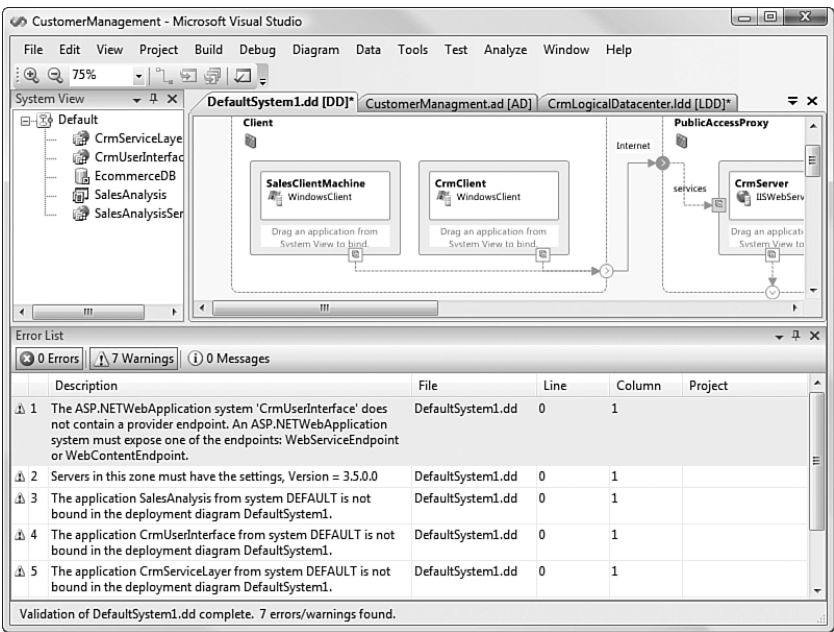 CustomerManagement - Microsoft Visual Studio
File Edit View Project Build Debug Diagram Data Tools Test Analyze Window Help
75%
System View
Default
CrmServiceLaye
CrmUserInterfac
EcommerceDB
SalesAnalysis
SalesAnalysisSer
DefaultSystem1.dd [DD]* CustomerManagment.ad [AD] CrmLogicalDatacenter.ldd [LDD]*
Client
SalesClientMachine
WindowsClient
Drag an application from
System View to bind.
CrmClient
WindowsClient
Drag an application from
System View to bind.
Internet
services
PublicAccessProxy
CrmServer
IISWebServ
Drag an applicati
System View to
Error List
0 Errors 7 Warnings 0 Messages
Description File Line Column Project
1 The ASP.NETWebApplication system 'CrmUserInterface' does DefaultSystem1.dd 0 1
not contain a provider endpoint. An ASP.NETWebApplication
system must expose one of the endpoints: WebServiceEndpoint
or WebContentEndpoint.
2 Servers in this zone must have the settings, Version = 3.5.0.0 DefaultSystem1.dd 0 1
3 The application SalesAnalysis from system DEFAULT is not DefaultSystem1.dd 0 1
bound in the deployment diagram DefaultSystem1.
4 The application CrmUserInterface from system DEFAULT is not DefaultSystem1.dd 0 1
bound in the deployment diagram DefaultSystem1.
5 The application CrmServiceLayer from system DEFAULT is not DefaultSystem1.dd 0 1
bound in the deployment diagram DefaultSystem1.
Validation of DefaultSystem1.dd complete. 7 errors/warnings found.